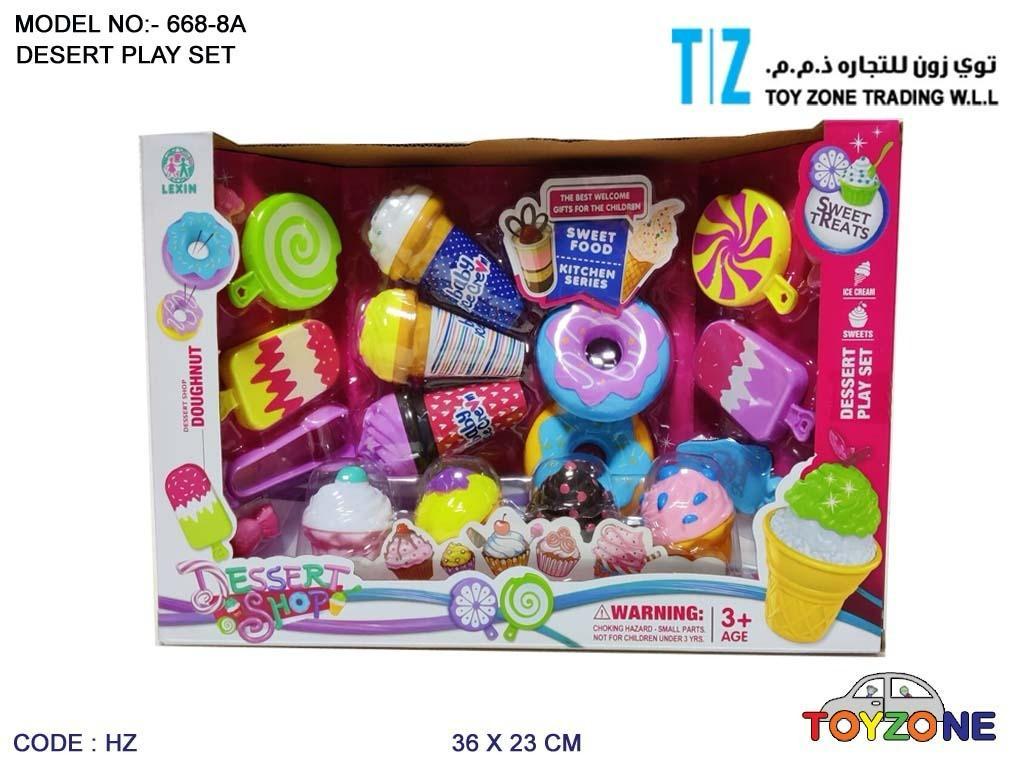 MODEL NO:- 668-8A
DESERT PLAY SET
TZ
توي زون للتجاره ذ.م.م.
TOY ZONE TRADING W.L.L
LEXIN
THE BEST WELCOME
GIFTS FOR THE CHILDREN
SWEET
FOOD
KITCHEN
SERIES
SWEET
TREATS
ICE CREAM
SWEETS
DESSERT
PLAY SET
DESSERT SHOP
DOUGHNUT
DESSERT
SHOP
WARNING:
CHOKING HAZARD - SMALL PARTS.
NOT FOR CHILDREN UNDER 3 YRS.
3+
AGE
TOYZONE
CODE : HZ
36 X 23 CM